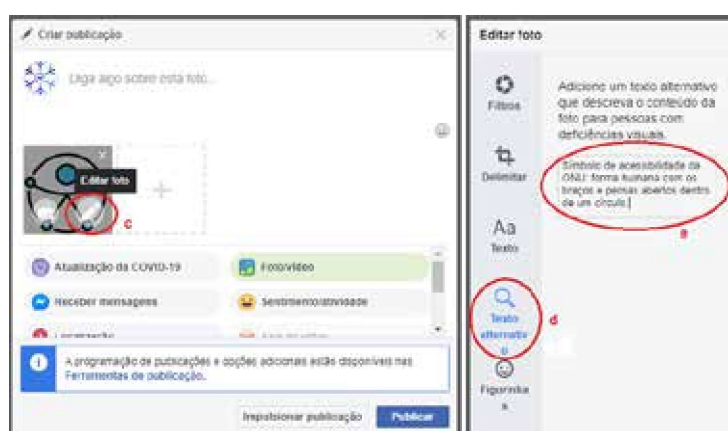 Criar publicação
Diga algo sobre esta foto...
Editar foto
c
Atualização da COVID-19
Foto/vídeo
Receber mensagens
Sentimento/atividade
A programação de publicações e opções adicionais estão disponíveis nas
Ferramentas de publicação.
Impulsionar publicação
Publicar
Editar foto
Filtros
Delimitar
Aa
Texto
Texto
alternativ
o
d
Figurinha
s
Adicione um texto alternativo
que descreva o conteúdo da
foto para pessoas com
deficiências visuais.
Símbolo de acessibilidade da
ONU: forma humana com os
braços e pernas abertos dentro
de um círculo.